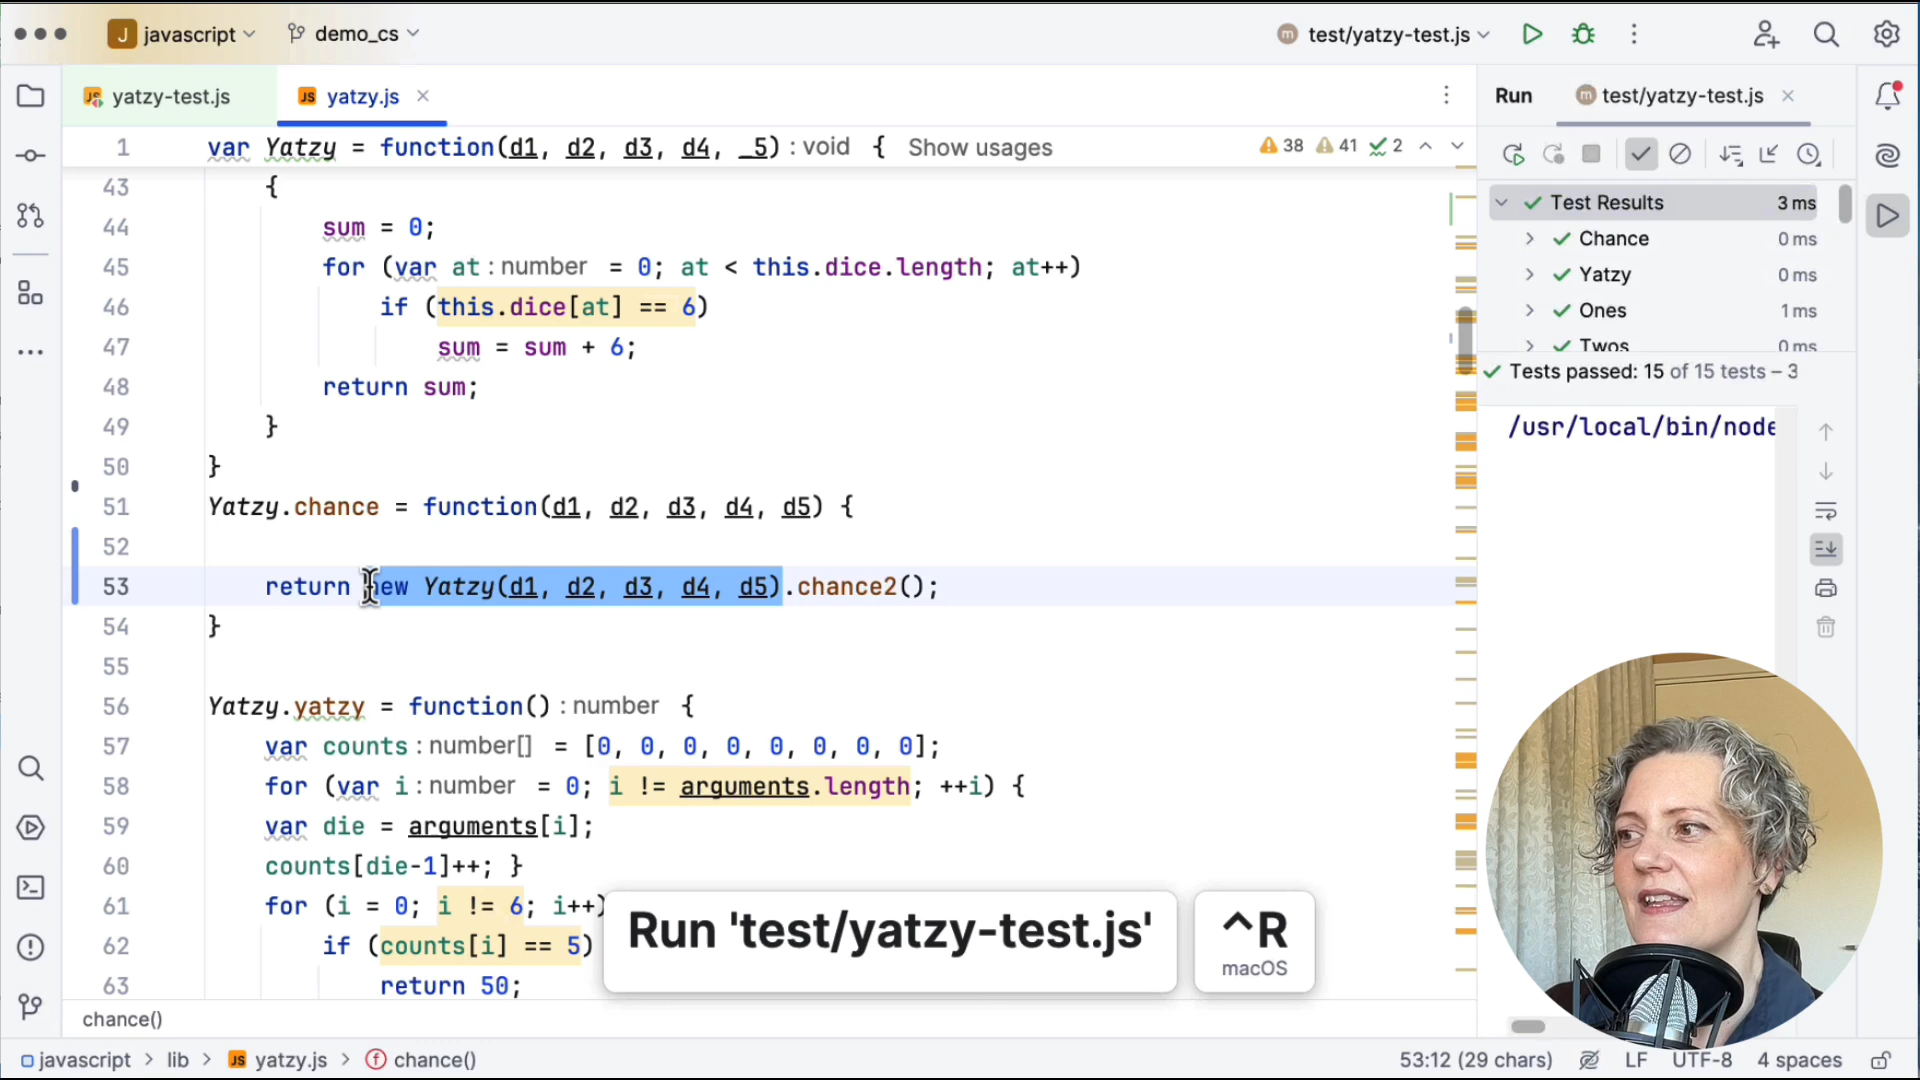 javascript
demo_cs
test/yatzy-test.js
yatzy-test.js
yatzy.js
Run
test/yatzy-test.js
1 var Yatzy = function(d1, d2, d3, d4, _5) : void { Show usages
38 41 2
43 {
44 sum = 0;
45 for (var at : number = 0; at < this.dice.length; at++)
46 if (this.dice[at] == 6)
47 sum = sum + 6;
48 return sum;
49 }
50 }
51 Yatzy.chance = function(d1, d2, d3, d4, d5) {
52
53 return new Yatzy(d1, d2, d3, d4, d5).chance2();
54 }
55
56 Yatzy.yatzy = function() : number {
57 var counts : number[] = [0, 0, 0, 0, 0, 0, 0, 0];
58 for (var i : number = 0; i != arguments.length; ++i) {
59 var die = arguments[i];
60 counts[die-1]++; }
61 for (i = 0; i != 6; i++)
62 if (counts[i] == 5)
63 return 50;
Test Results 3 ms
Chance 0 ms
Yatzy 0 ms
Ones 1 ms
Twos 0 ms
Tests passed: 15 of 15 tests – 3
/usr/local/bin/node
Run 'test/yatzy-test.js'
^R
macOS
chance()
javascript > lib > yatzy.js > chance()
53:12 (29 chars) LF UTF-8 4 spaces